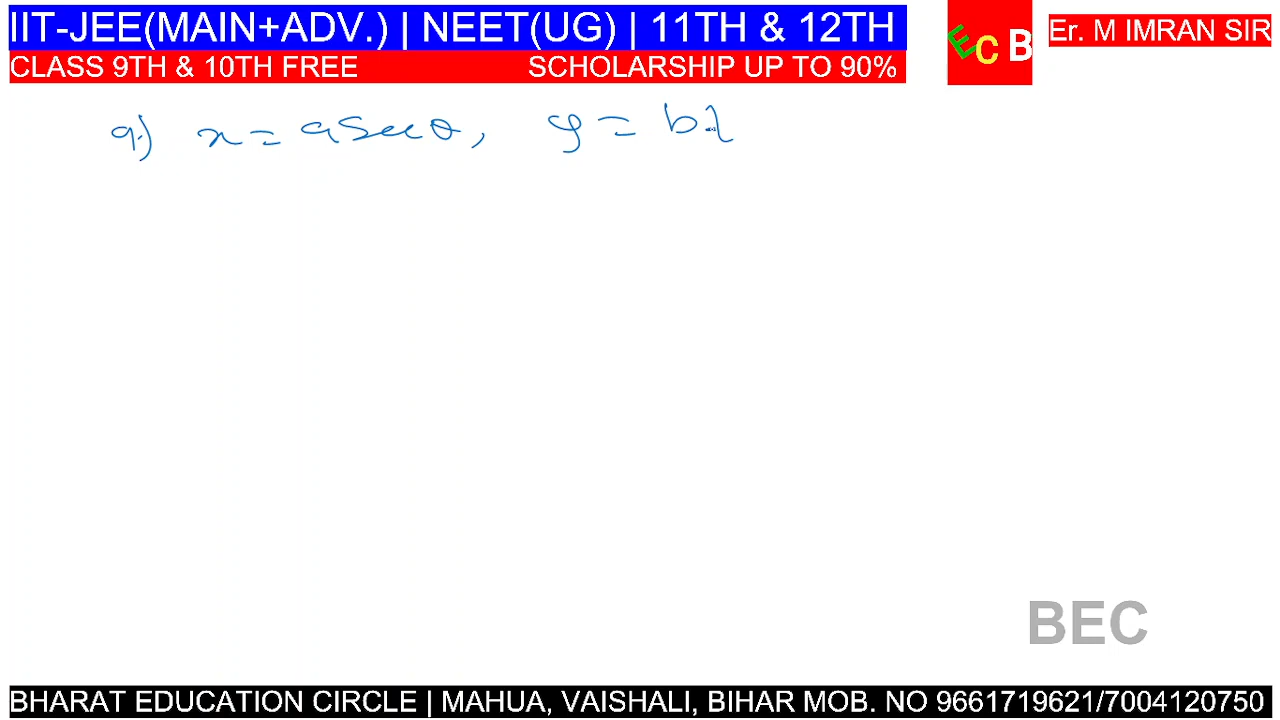 IIT-JEE(MAIN+ADV.) | NEET(UG) | 11TH & 12TH
CLASS 9TH & 10TH FREE SCHOLARSHIP UP TO 90%
ECB
Er. M IMRAN SIR
9.) x = a secθ, y = b
BEC
BHARAT EDUCATION CIRCLE | MAHUA, VAISHALI, BIHAR MOB. NO 9661719621/7004120750